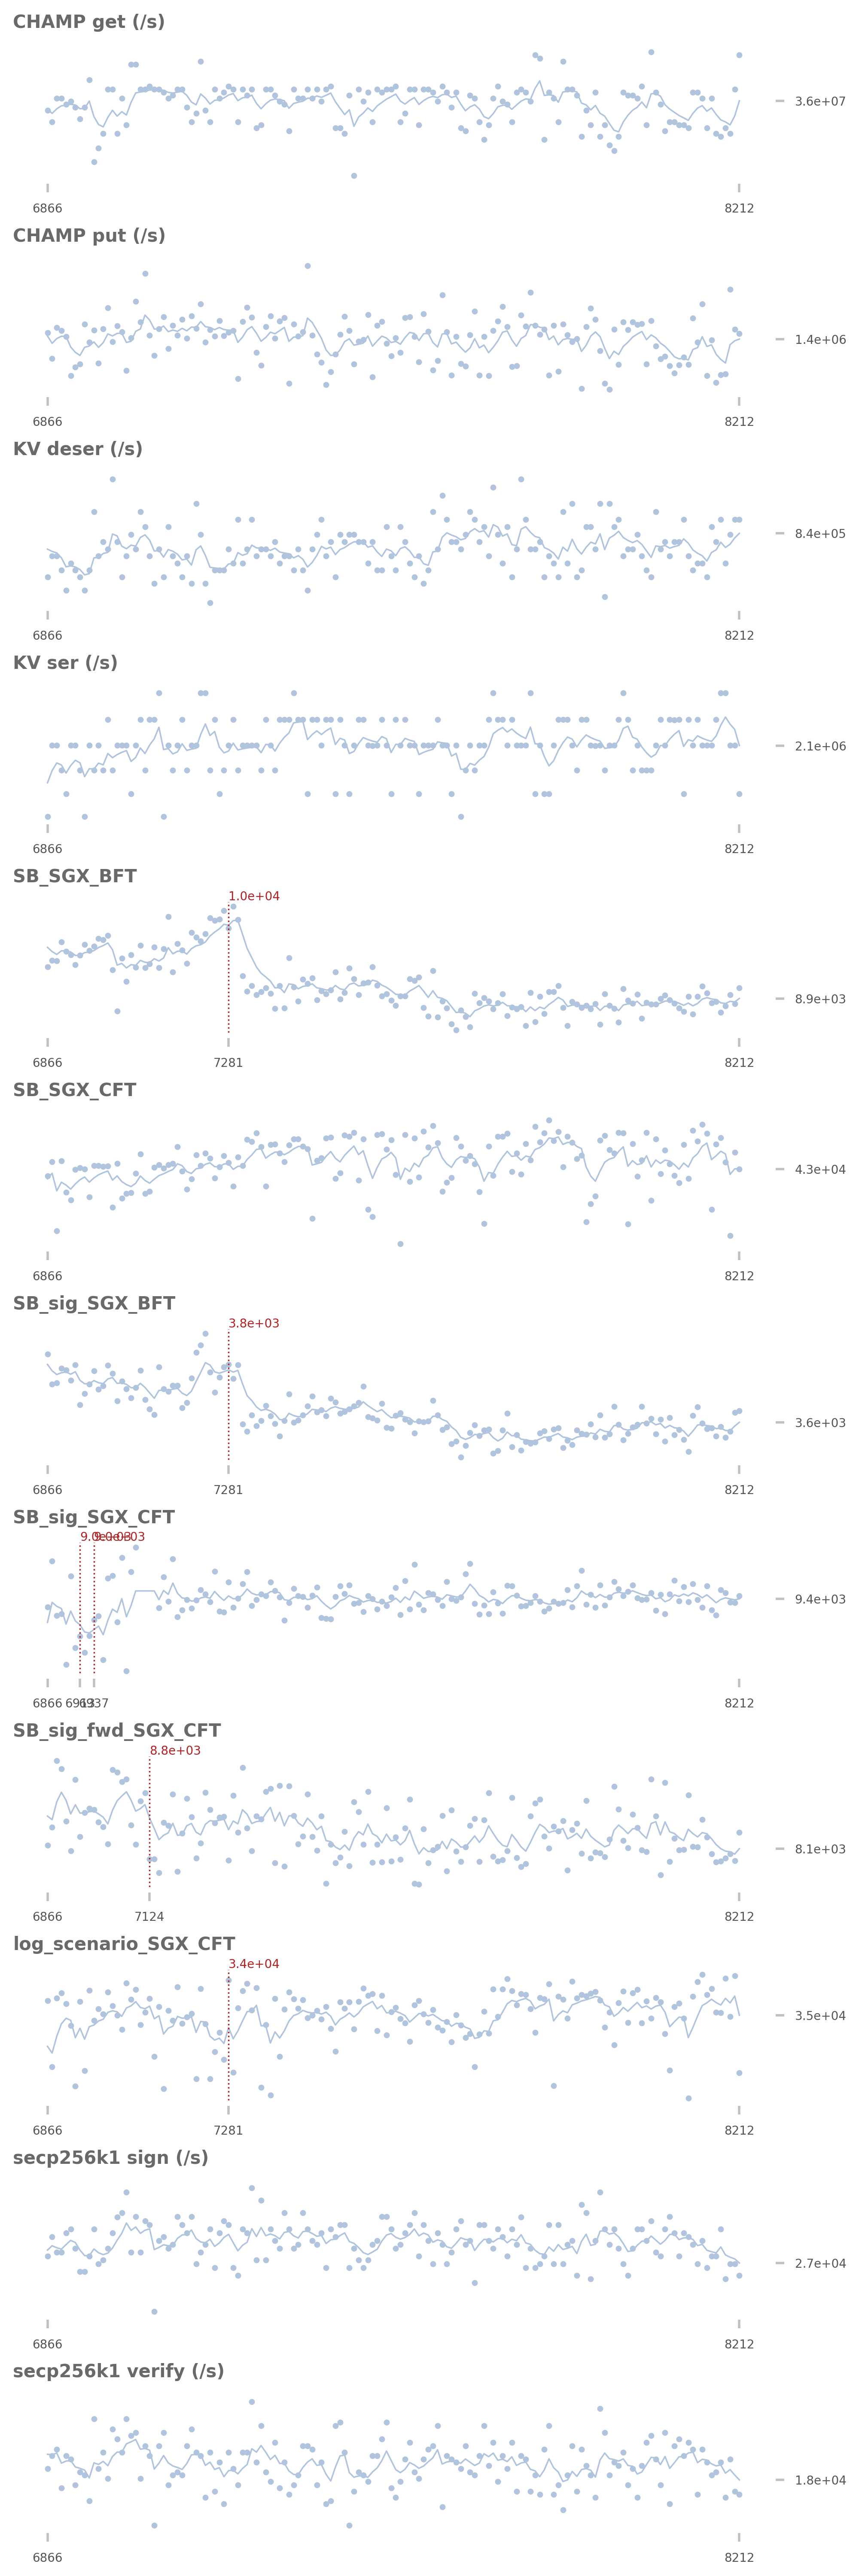 CHAMP get (/s)
3.6e+07
6866 8212
CHAMP put (/s)
1.4e+06
6866 8212
KV deser (/s)
8.4e+05
6866 8212
KV ser (/s)
2.1e+06
6866 8212
SB_SGX_BFT
1.0e+04
8.9e+03
6866 7281 8212
SB_SGX_CFT
4.3e+04
6866 8212
SB_sig_SGX_BFT
3.8e+03
3.6e+03
6866 7281 8212
SB_sig_SGX_CFT
9.0e+03
9.4e+03
6866 6937 8212
SB_sig_fwd_SGX_CFT
8.8e+03
8.1e+03
6866 7124 8212
log_scenario_SGX_CFT
3.4e+04
3.5e+04
6866 7281 8212
secp256k1 sign (/s)
2.7e+04
6866 8212
secp256k1 verify (/s)
1.8e+04
6866 8212